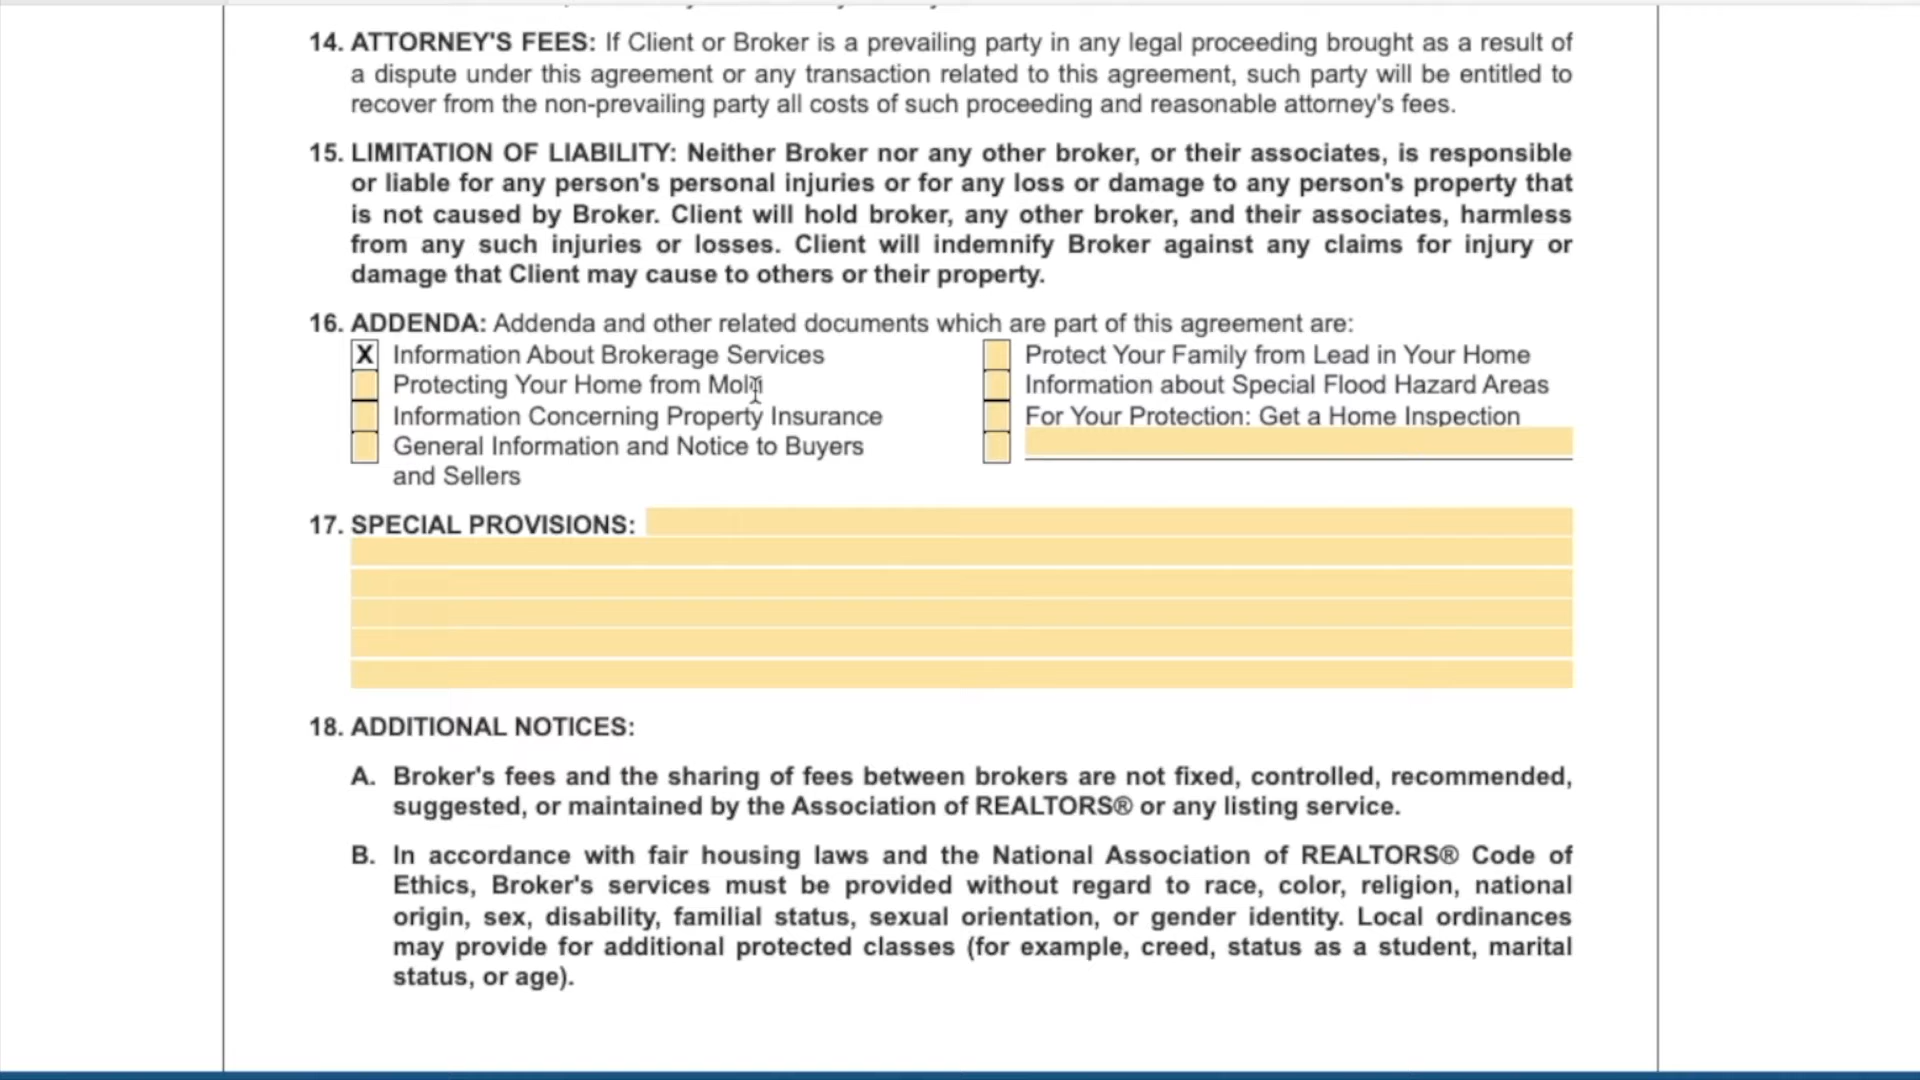 14. ATTORNEY'S FEES: If Client or Broker is a prevailing party in any legal proceeding brought as a result of
a dispute under this agreement or any transaction related to this agreement, such party will be entitled to
recover from the non-prevailing party all costs of such proceeding and reasonable attorney's fees.
15. LIMITATION OF LIABILITY: Neither Broker nor any other broker, or their associates, is responsible
or liable for any person's personal injuries or for any loss or damage to any person's property that
is not caused by Broker. Client will hold broker, any other broker, and their associates, harmless
from any such injuries or losses. Client will indemnify Broker against any claims for injury or
damage that Client may cause to others or their property.
16. ADDENDA: Addenda and other related documents which are part of this agreement are:
X Information About Brokerage Services
Protecting Your Home from Mold
Information Concerning Property Insurance
General Information and Notice to Buyers
and Sellers
Protect Your Family from Lead in Your Home
Information about Special Flood Hazard Areas
For Your Protection: Get a Home Inspection
17. SPECIAL PROVISIONS:
18. ADDITIONAL NOTICES:
A. Broker's fees and the sharing of fees between brokers are not fixed, controlled, recommended,
suggested, or maintained by the Association of REALTORS® or any listing service.
B. In accordance with fair housing laws and the National Association of REALTORS® Code of
Ethics, Broker's services must be provided without regard to race, color, religion, national
origin, sex, disability, familial status, sexual orientation, or gender identity. Local ordinances
may provide for additional protected classes (for example, creed, status as a student, marital
status, or age).